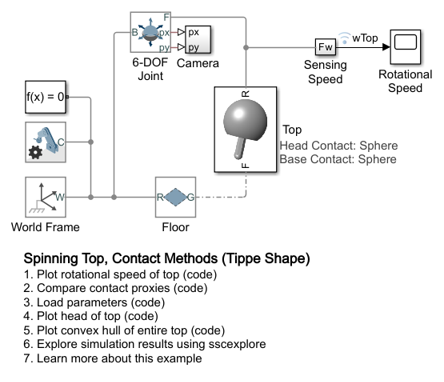 F
B
px
py
px
py
6-DOF
Joint
Camera
Fw
wTop
Sensing
Speed
Rotational
Speed
f(x) = 0
C
R
Top
Head Contact: Sphere
Base Contact: Sphere
F
W
R
G
World Frame
Floor
Spinning Top, Contact Methods (Tippe Shape)
1. Plot rotational speed of top (code)
2. Compare contact proxies (code)
3. Load parameters (code)
4. Plot head of top (code)
5. Plot convex hull of entire top (code)
6. Explore simulation results using sscexplore
7. Learn more about this example